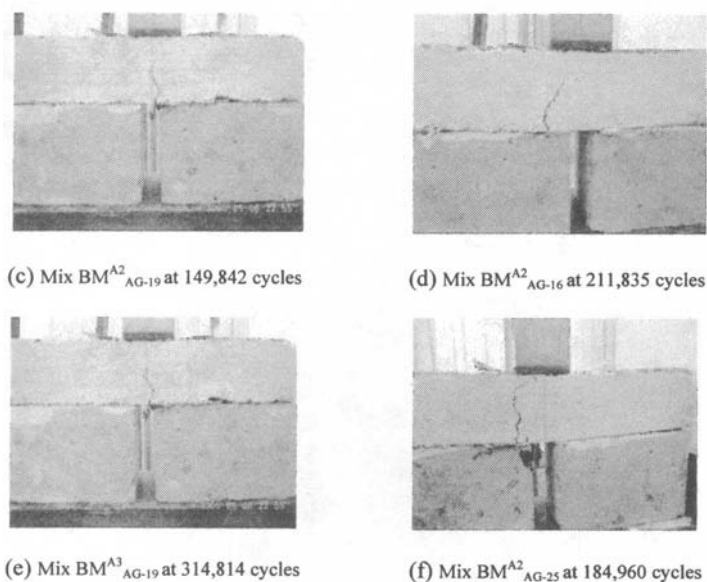 (c) Mix BM^A2_AG-19 at 149,842 cycles
(d) Mix BM^A2_AG-16 at 211,835 cycles
(e) Mix BM^A3_AG-19 at 314,814 cycles
(f) Mix BM^A2_AG-25 at 184,960 cycles